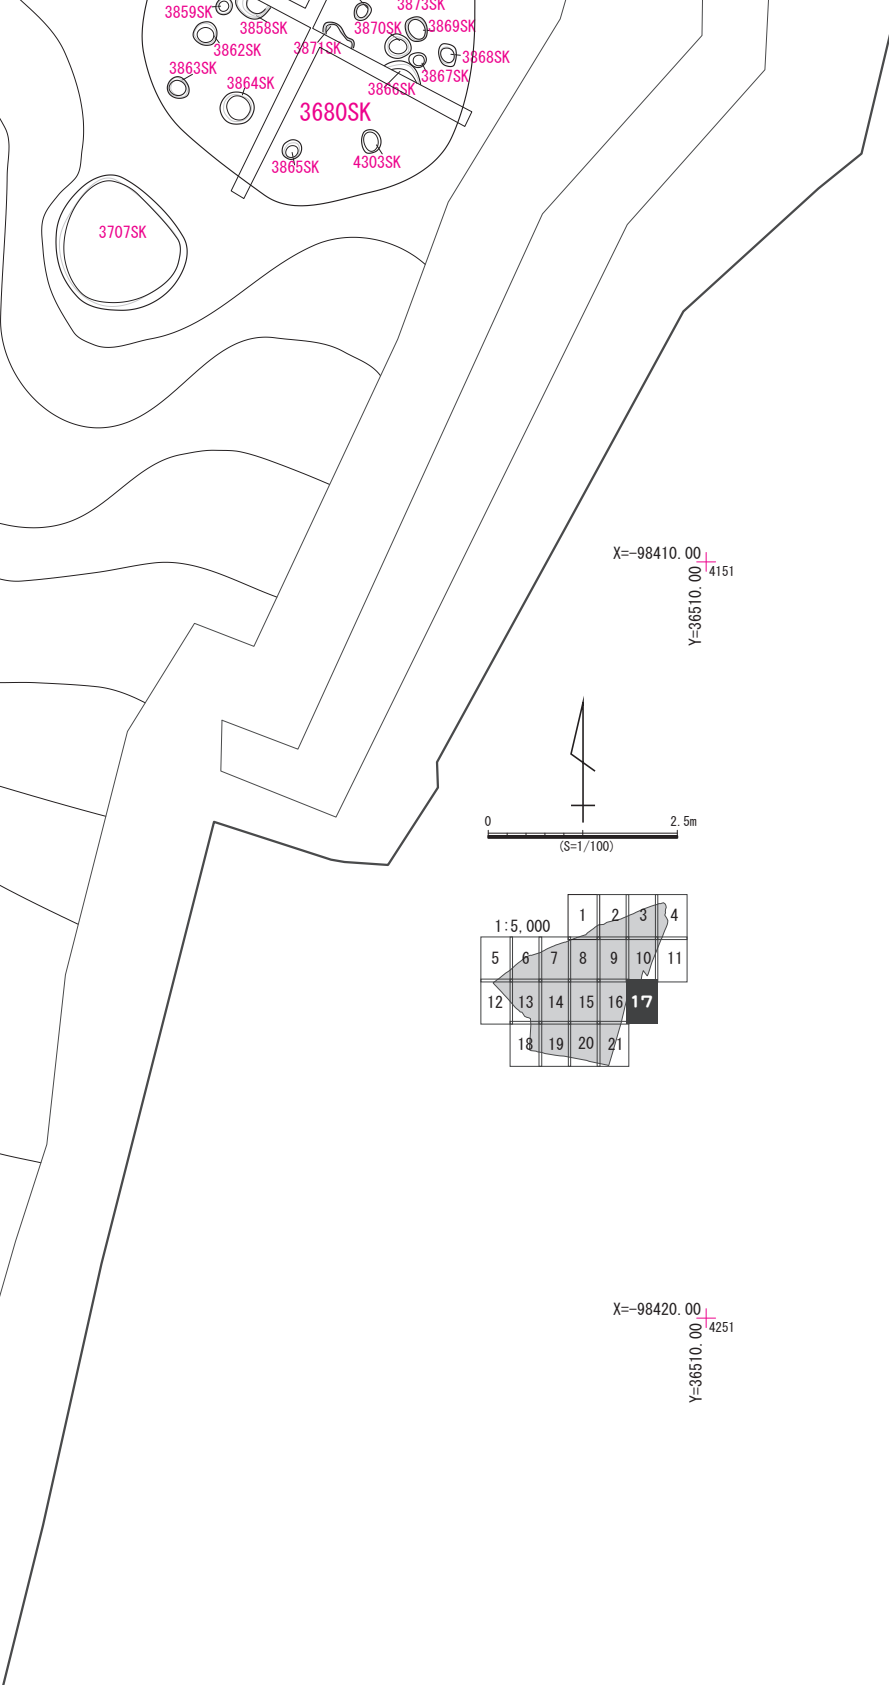 3873SK
3859SK
3858SK
3870SK
3869SK
3862SK
3871SK
3868SK
3863SK
3867SK
3864SK
3866SK
3680SK
3865SK
4303SK
3707SK
X=-98410.00
4151
Y=36510.00
0 2.5m
(S=1/100)
1:5,000
1 2 3 4
5 6 7 8 9 10 11
12 13 14 15 16 17
18 19 20 21
X=-98420.00
4251
Y=36510.00